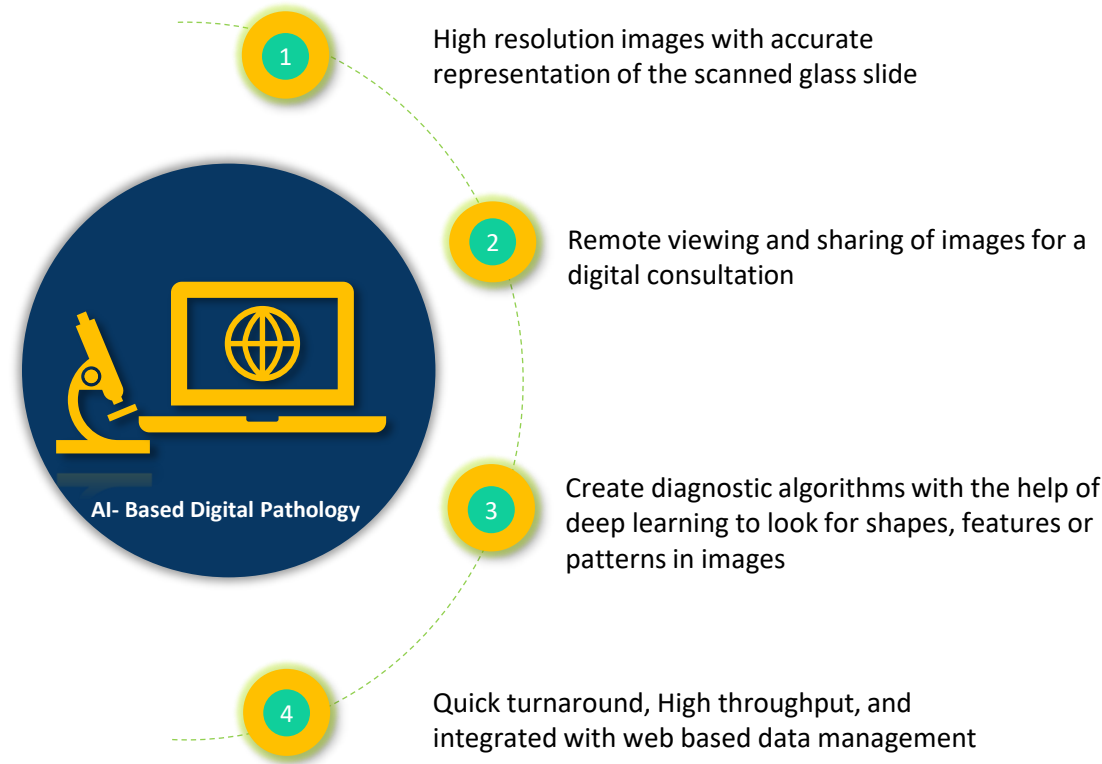 1
High resolution images with accurate
representation of the scanned glass slide
2
Remote viewing and sharing of images for a
digital consultation
AI- Based Digital Pathology
3
Create diagnostic algorithms with the help of
deep learning to look for shapes, features or
patterns in images
4
Quick turnaround, High throughput, and
integrated with web based data management